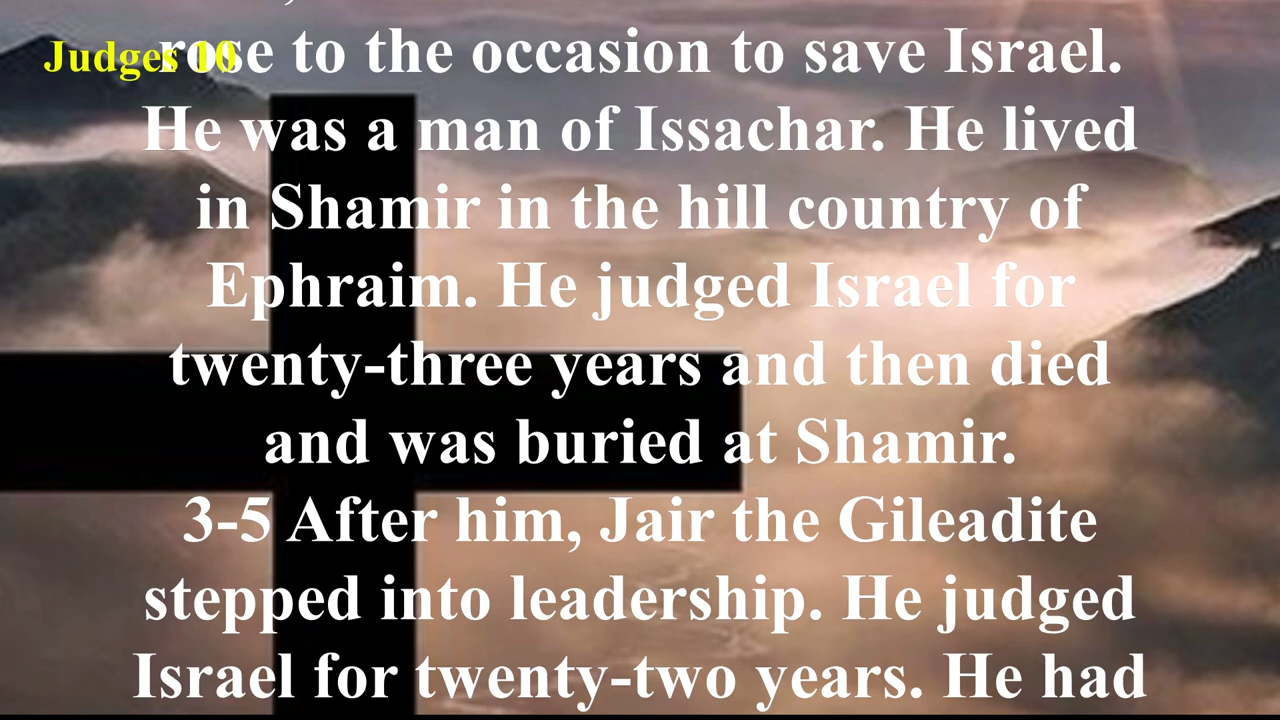 Judges 10
rose to the occasion to save Israel.
He was a man of Issachar. He lived
in Shamir in the hill country of
Ephraim. He judged Israel for
twenty-three years and then died
and was buried at Shamir.
3-5 After him, Jair the Gileadite
stepped into leadership. He judged
Israel for twenty-two years. He had